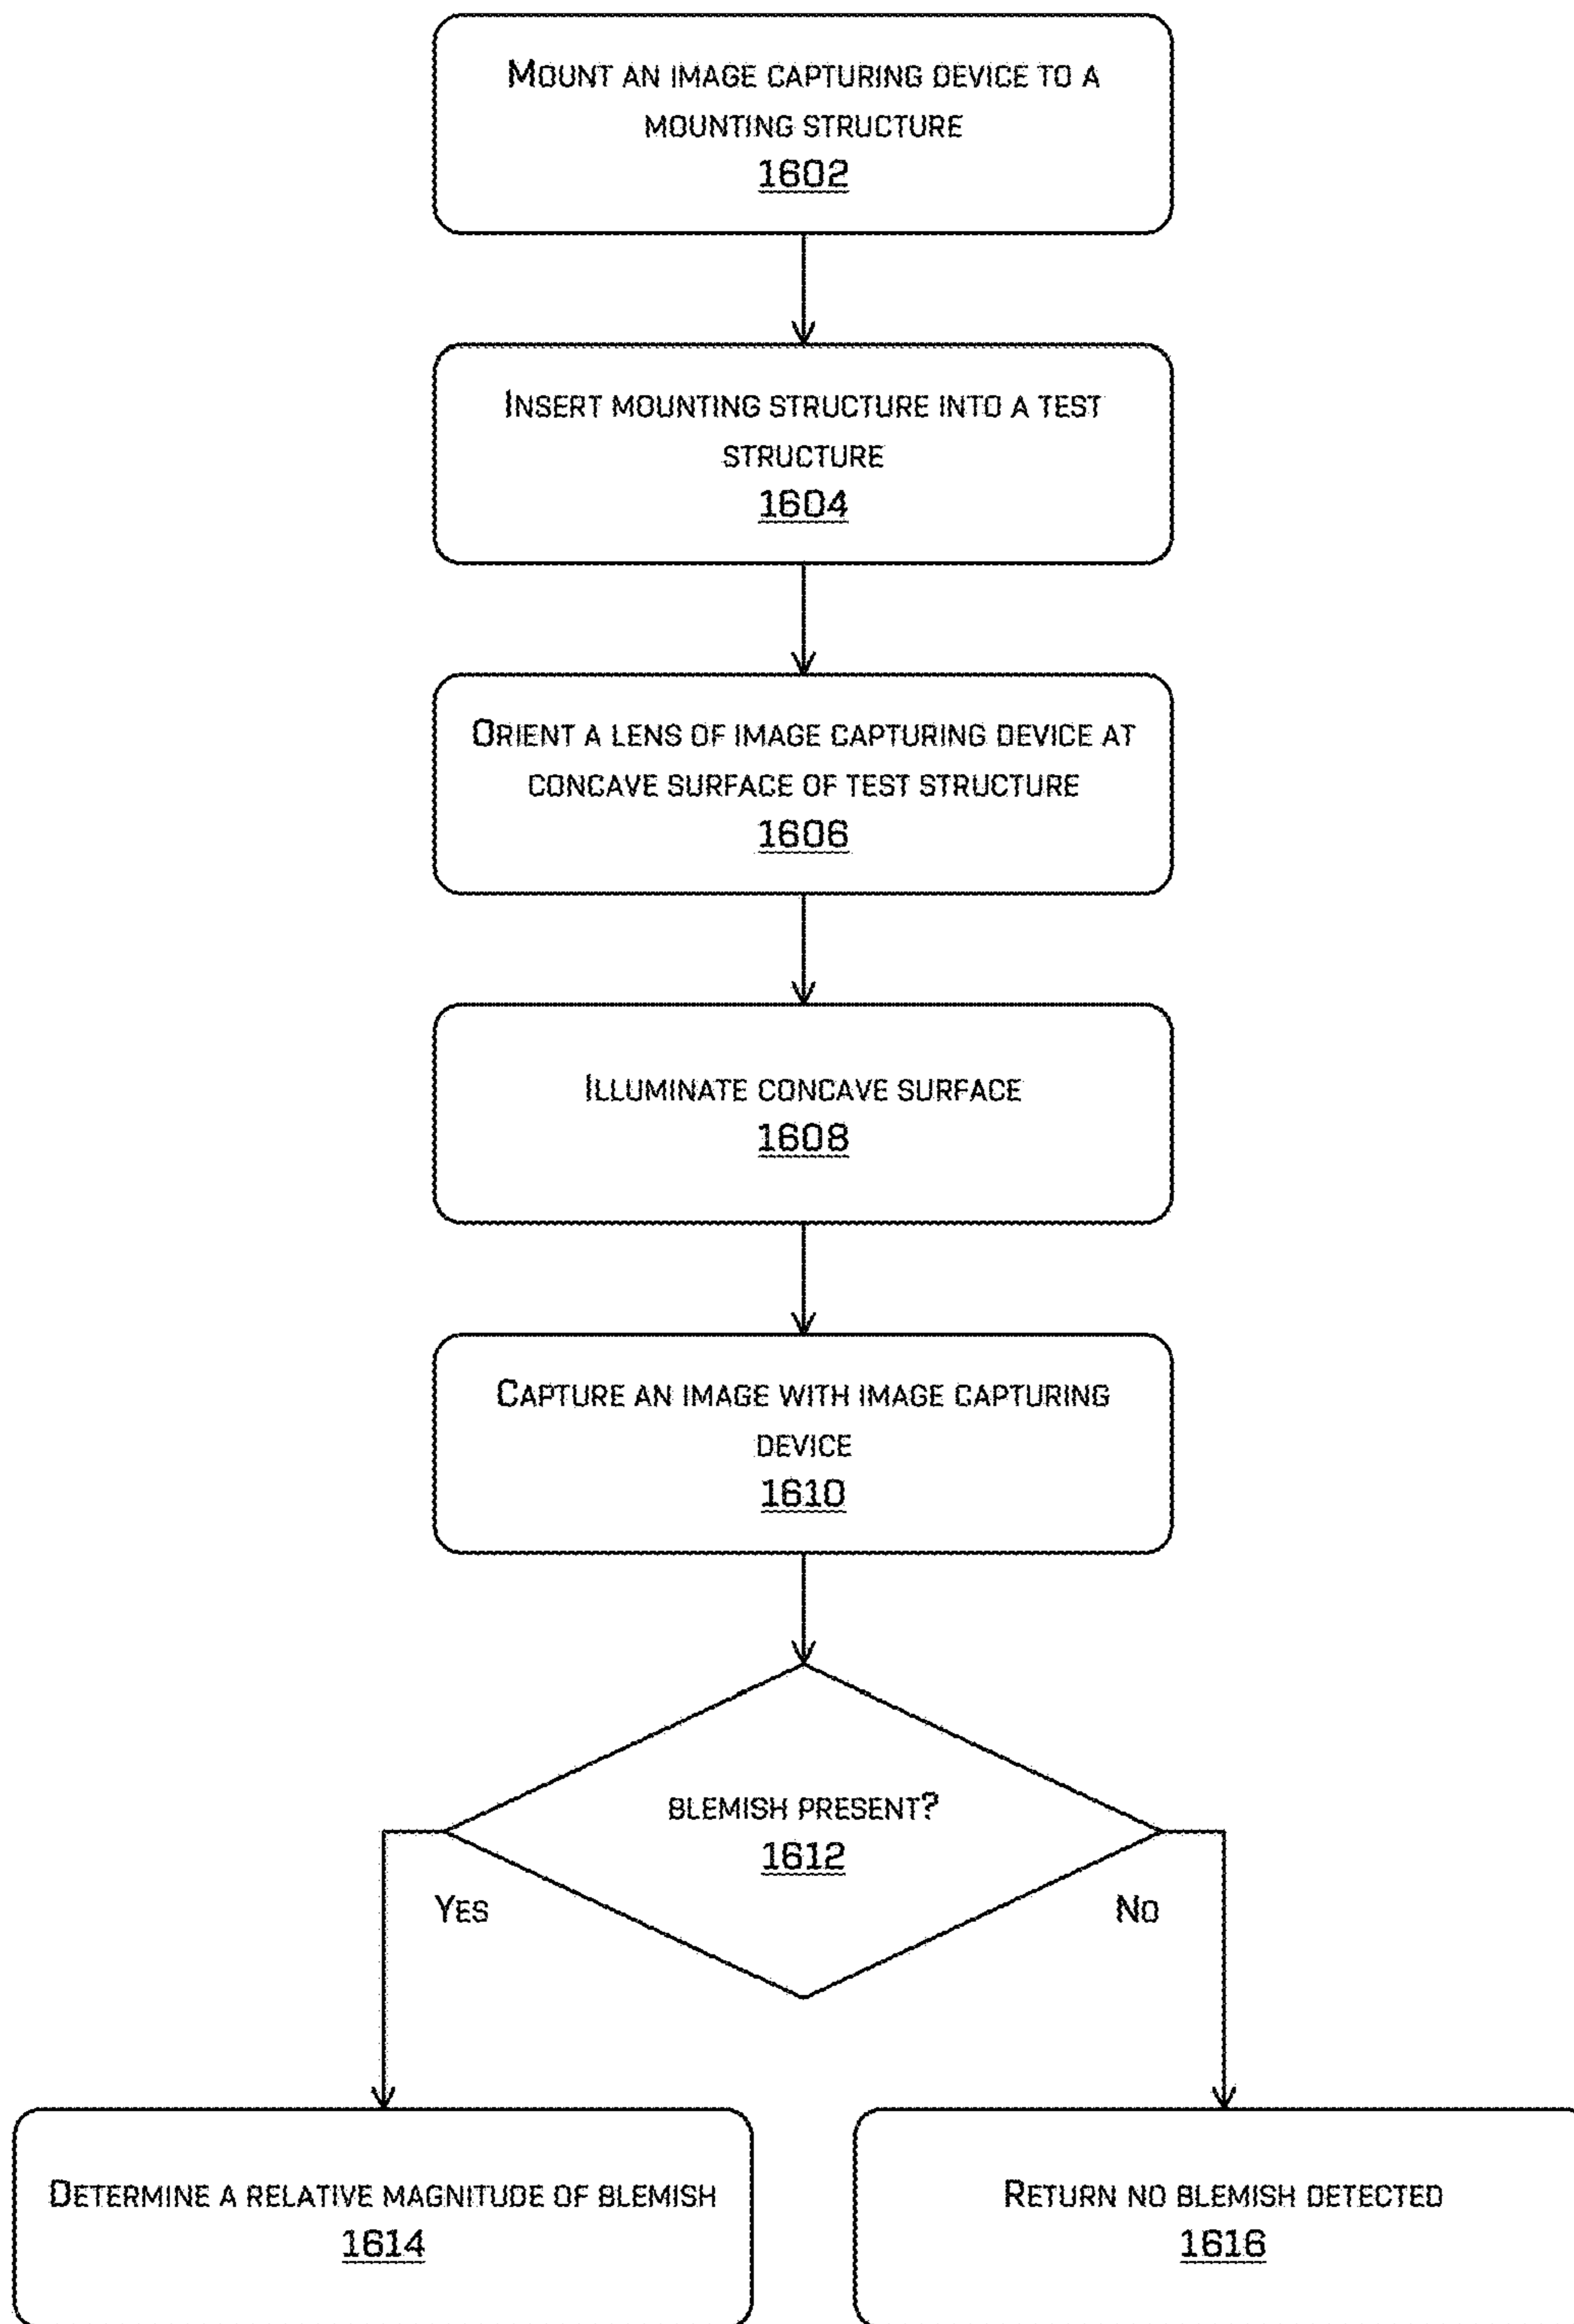 Mount an image capturing device to a
mounting structure
1602
Insert mounting structure into a test
structure
1604
Orient a lens of image capturing device at
concave surface of test structure
1606
Illuminate concave surface
1608
Capture an image with image capturing
device
1610
blemish present?
1612
Yes
No
Determine a relative magnitude of blemish
1614
Return no blemish detected
1616